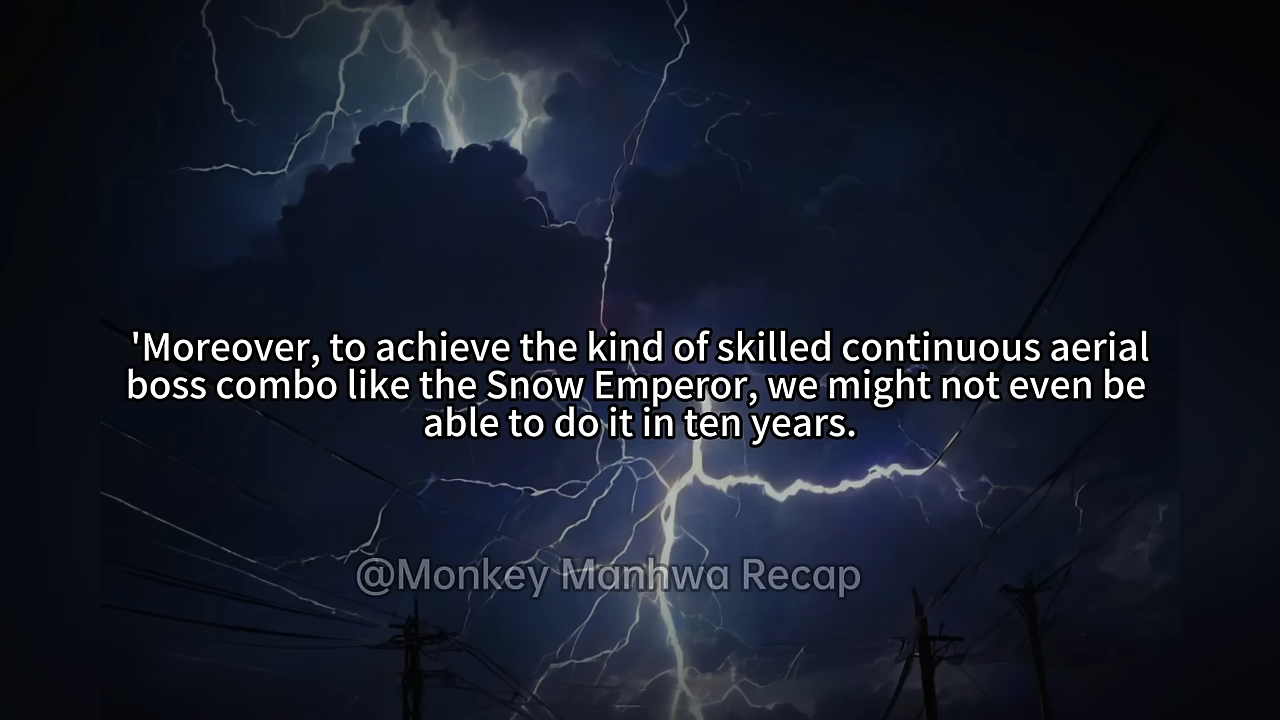 'Moreover, to achieve the kind of skilled continuous aerial
boss combo like the Snow Emperor, we might not even be
able to do it in ten years.
@Monkey Manhwa Recap